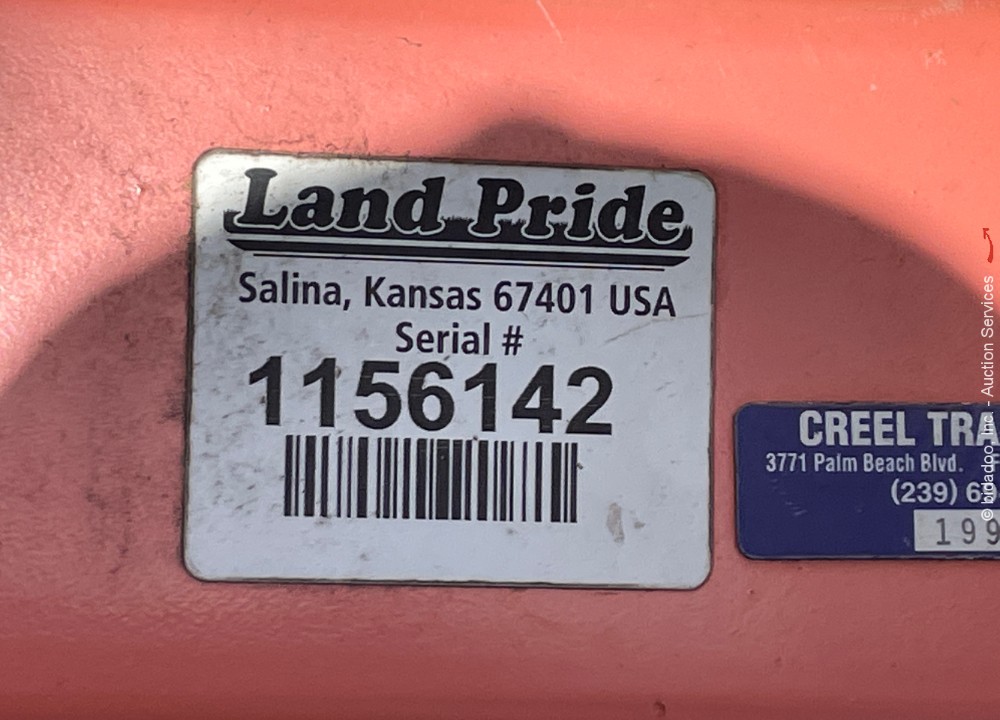 Land Pride
Salina, Kansas 67401 USA
Serial #
1156142
CREEL TRA
3771 Palm Beach Blvd. F
(239) 6
199
© bidadoo, Inc. - Auction Services